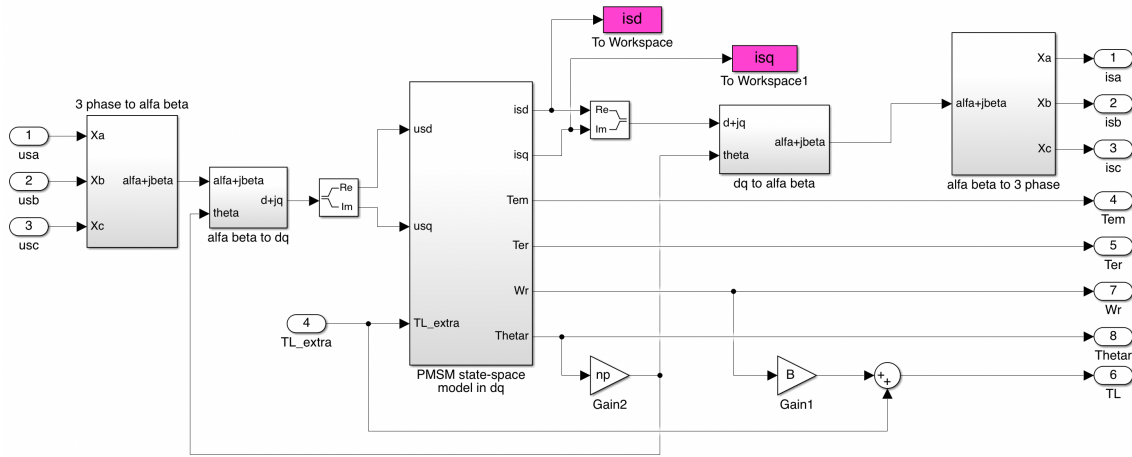 isd
To Workspace
isq
To Workspace1
3 phase to alfa beta
1
usa
2
usb
3
usc
Xa
Xb
Xc
alfa+jbeta
alfa+jbeta
theta
d+jq
alfa beta to dq
Re
Im
usd
usq
TL_extra
isd
isq
Tem
Ter
Wr
Thetar
PMSM state-space
model in dq
4
TL_extra
Re
Im
d+jq
theta
alfa+jbeta
dq to alfa beta
alfa+jbeta
Xa
Xb
Xc
alfa beta to 3 phase
1
isa
2
isb
3
isc
4
Tem
5
Ter
7
Wr
8
Thetar
6
TL
np
Gain2
B
Gain1
+
+